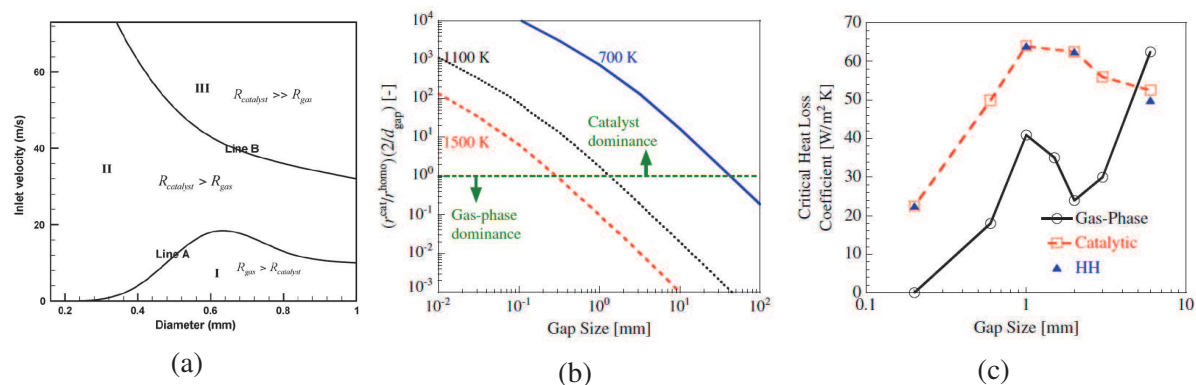 60
40
20
0
Inlet velocity (m/s)
III
R_catalyst >> R_gas
Line B
II
R_catalyst > R_gas
Line A
I
R_gas > R_catalyst
0.2 0.4 0.6 0.8 1
Diameter (mm)
(a)
10^4
10^3
10^2
10^1
10^0
10^-1
10^-2
10^-3
(r^cat/r^homo)(2/d_gap) [-]
1100 K
700 K
1500 K
Catalyst
dominance
Gas-phase
dominance
10^-2 10^-1 10^0 10^1 10^2
Gap Size [mm]
(b)
70
60
50
40
30
20
10
0
Critical Heat Loss
Coefficient [W/m^2 K]
Gas-Phase
Catalytic
HH
0.1 1 10
Gap Size [mm]
(c)